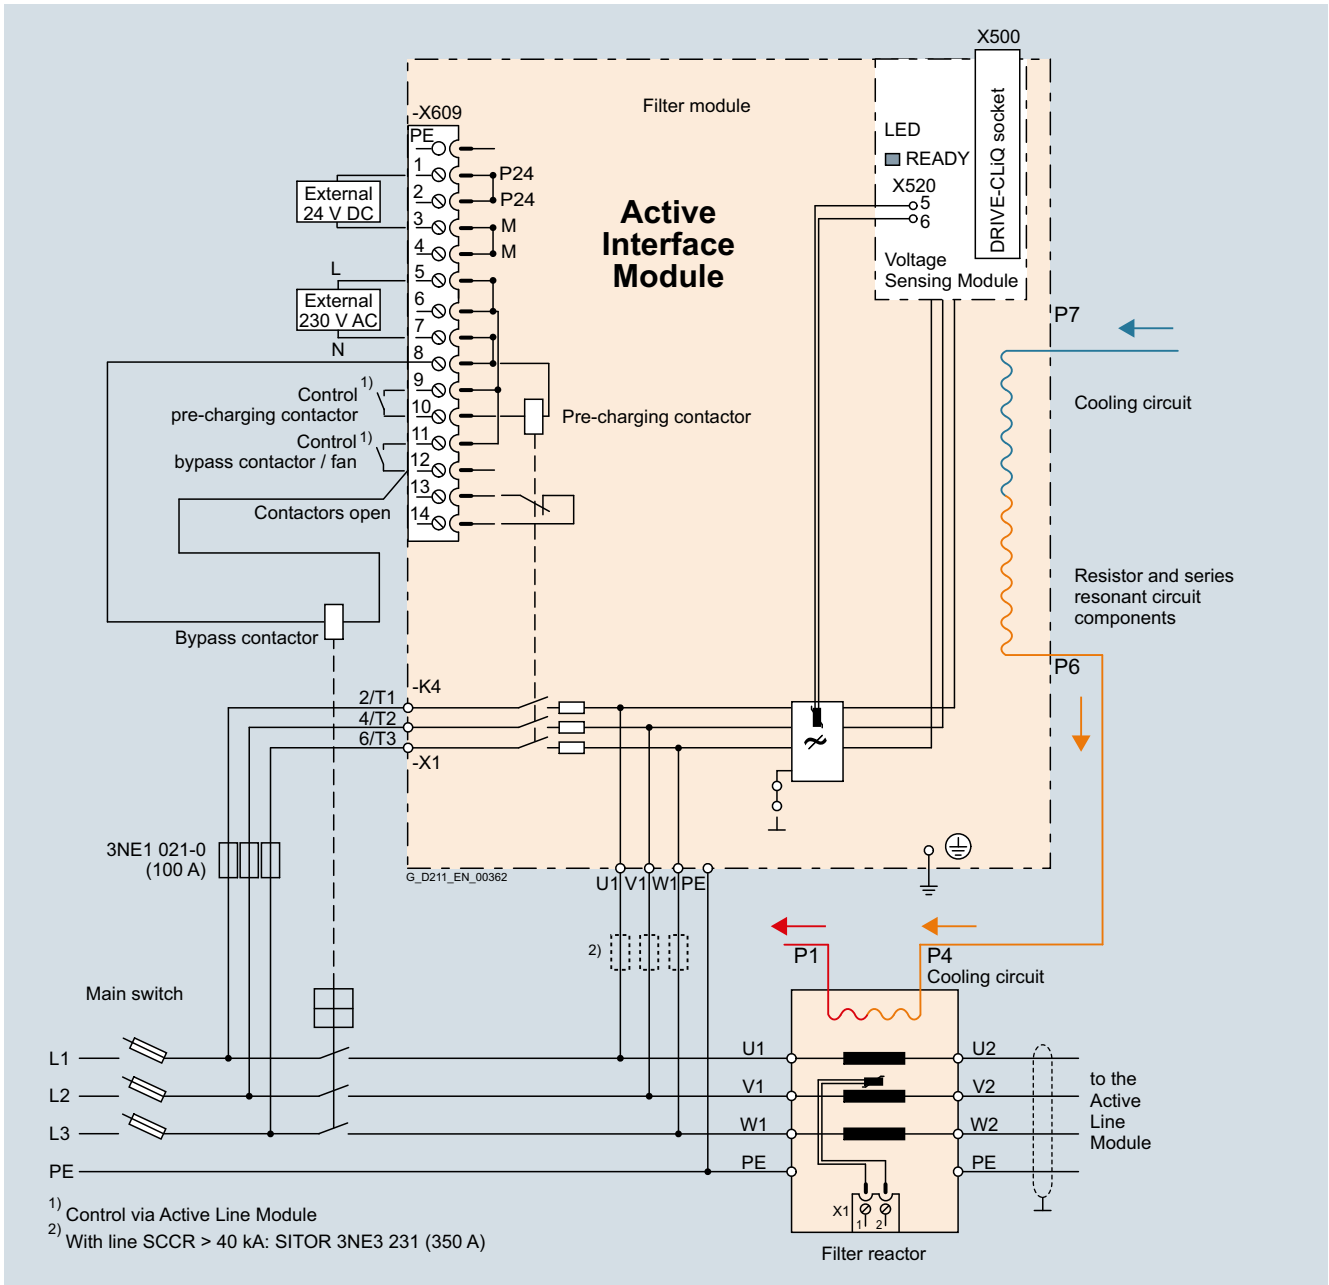 X500
Filter module
-X609
PE
1
2
3
4
5
6
7
8
9
10
11
12
13
14
P24
P24
M
M
External
24 V DC
L
External
230 V AC
N
Control 1)
pre-charging contactor
Control 1)
bypass contactor / fan
Contactors open
Bypass contactor
Pre-charging contactor
Active
Interface
Module
LED
READY
X520
5
6
Voltage
Sensing Module
DRIVE-CLiQ socket
P7
Cooling circuit
Resistor and series
resonant circuit
components
P6
-K4
2/T1
4/T2
6/T3
-X1
3NE1 021-0
(100 A)
G_D211_EN_00362
U1 V1 W1 PE
2)
P1
P4
Cooling circuit
Main switch
L1
L2
L3
PE
U1
V1
W1
PE
U2
V2
W2
PE
to the
Active
Line
Module
X1
1
2
Filter reactor
1) Control via Active Line Module
2) With line SCCR > 40 kA: SITOR 3NE3 231 (350 A)